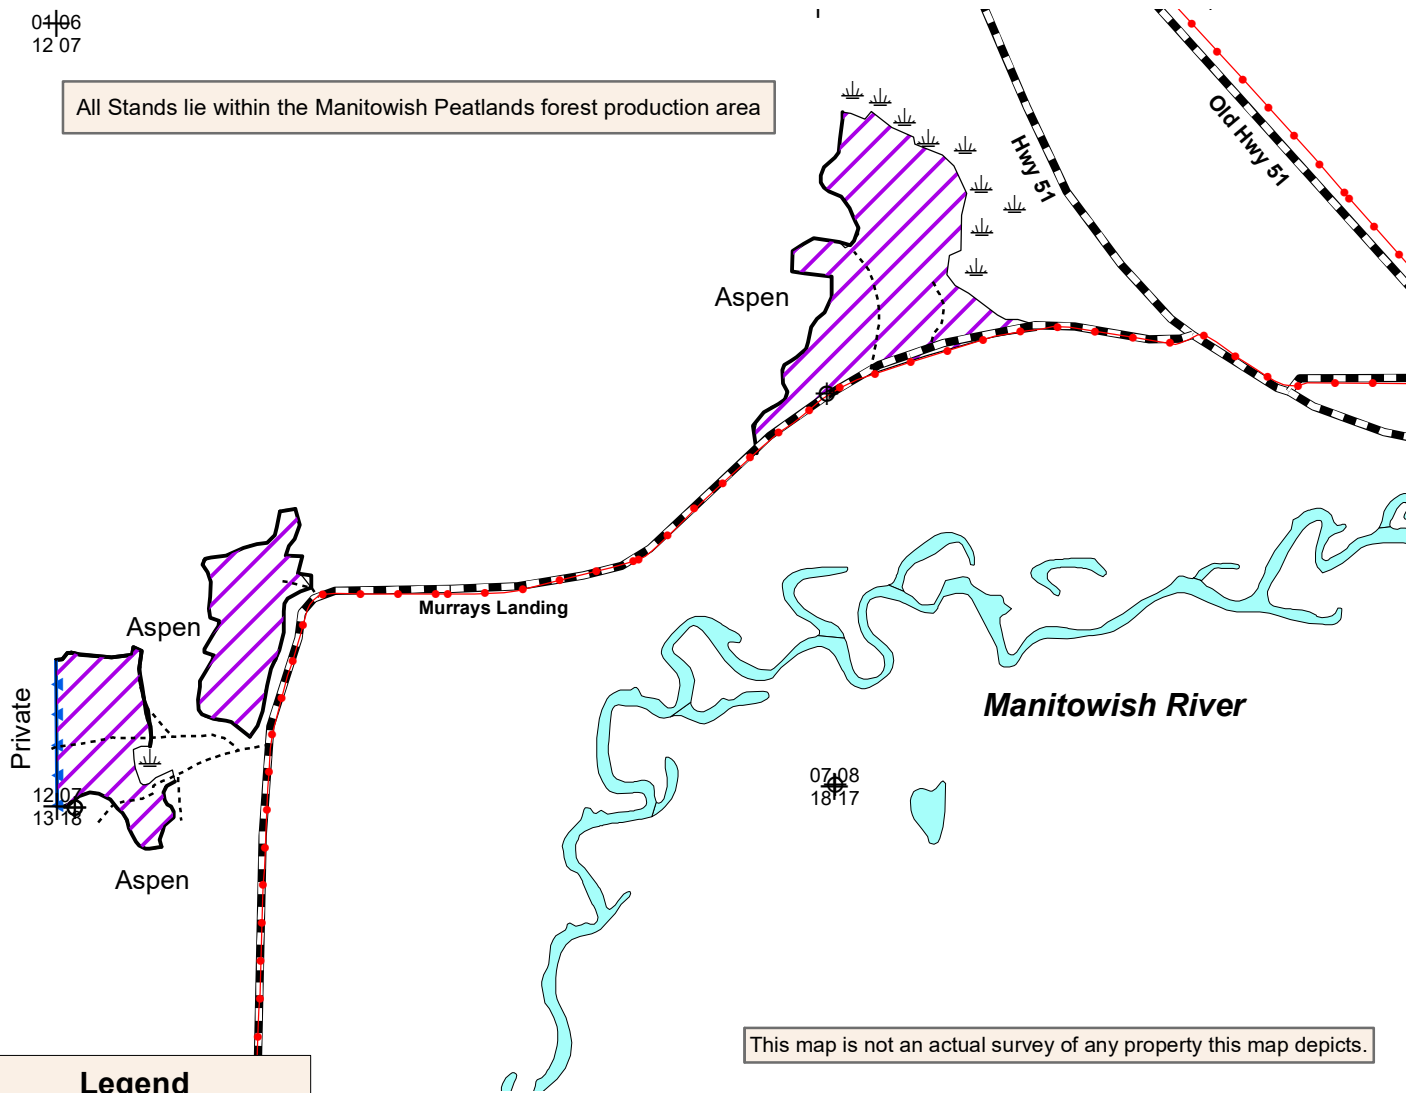 01 06
12 07
All Stands lie within the Manitowish Peatlands forest production area
Hwy 51
Old Hwy 51
Aspen
Murrays Landing
Aspen
Private
Manitowish River
12 07
13 18
07 08
18 17
Aspen
This map is not an actual survey of any property this map depicts.
Legend